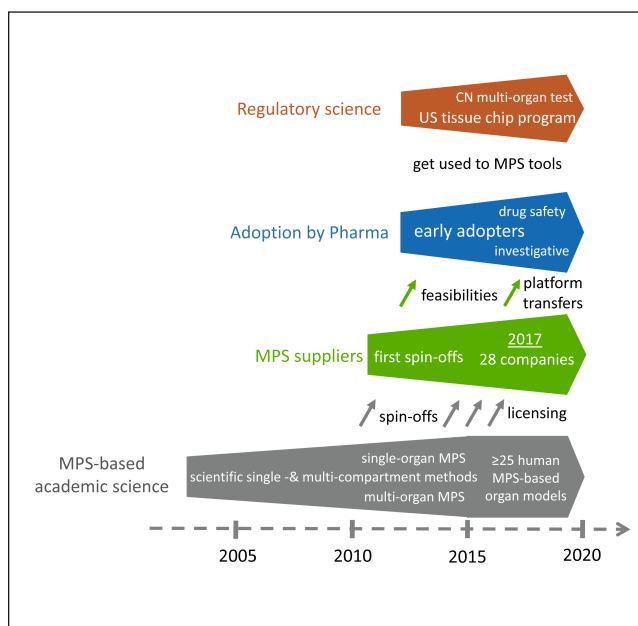 Regulatory science
CN multi-organ test
US tissue chip program
get used to MPS tools
Adoption by Pharma
drug safety
early adopters
investigative
feasibilities
platform
transfers
MPS suppliers
first spin-offs
2017
28 companies
spin-offs
licensing
MPS-based
academic science
single-organ MPS
scientific single -& multi-compartment methods
multi-organ MPS
≥25 human
MPS-based
organ models
2005
2010
2015
2020